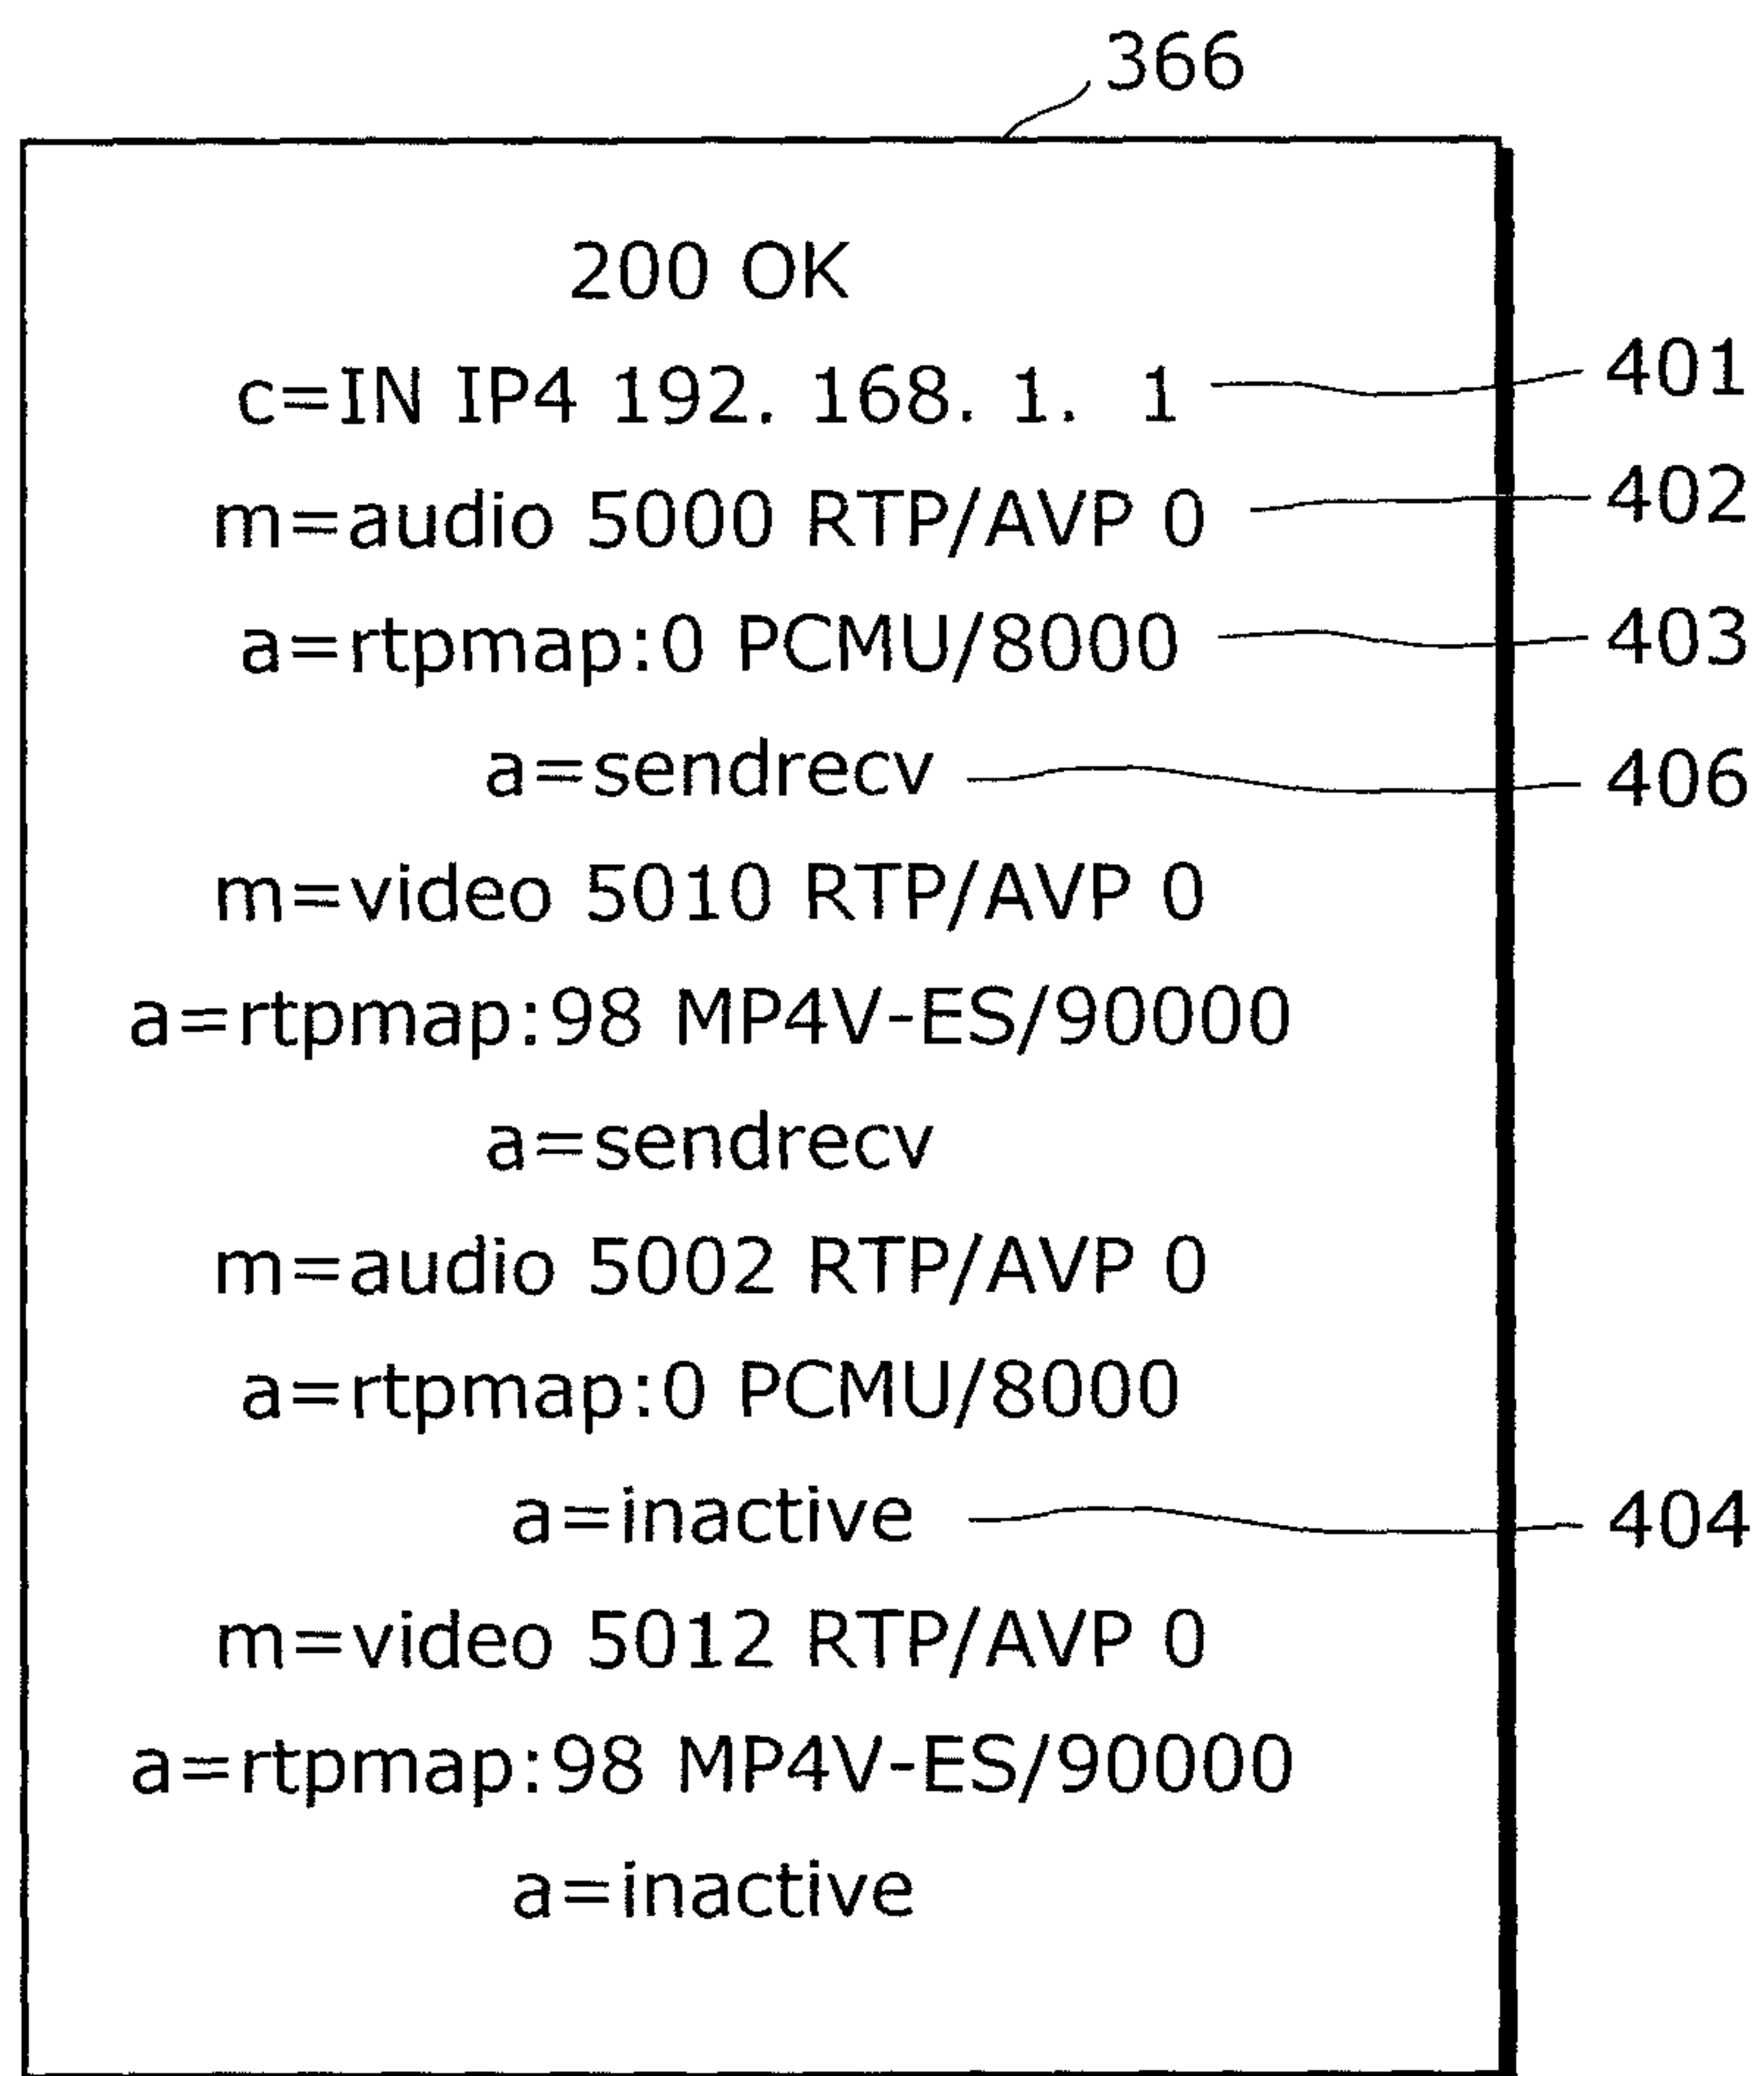 366
200 OK
c=IN IP4 192. 168. 1. 1 401
m=audio 5000 RTP/AVP 0 402
a=rtpmap:0 PCMU/8000 403
a=sendrecv 406
m=video 5010 RTP/AVP 0
a=rtpmap:98 MP4V-ES/90000
a=sendrecv
m=audio 5002 RTP/AVP 0
a=rtpmap:0 PCMU/8000
a=inactive 404
m=video 5012 RTP/AVP 0
a=rtpmap:98 MP4V-ES/90000
a=inactive